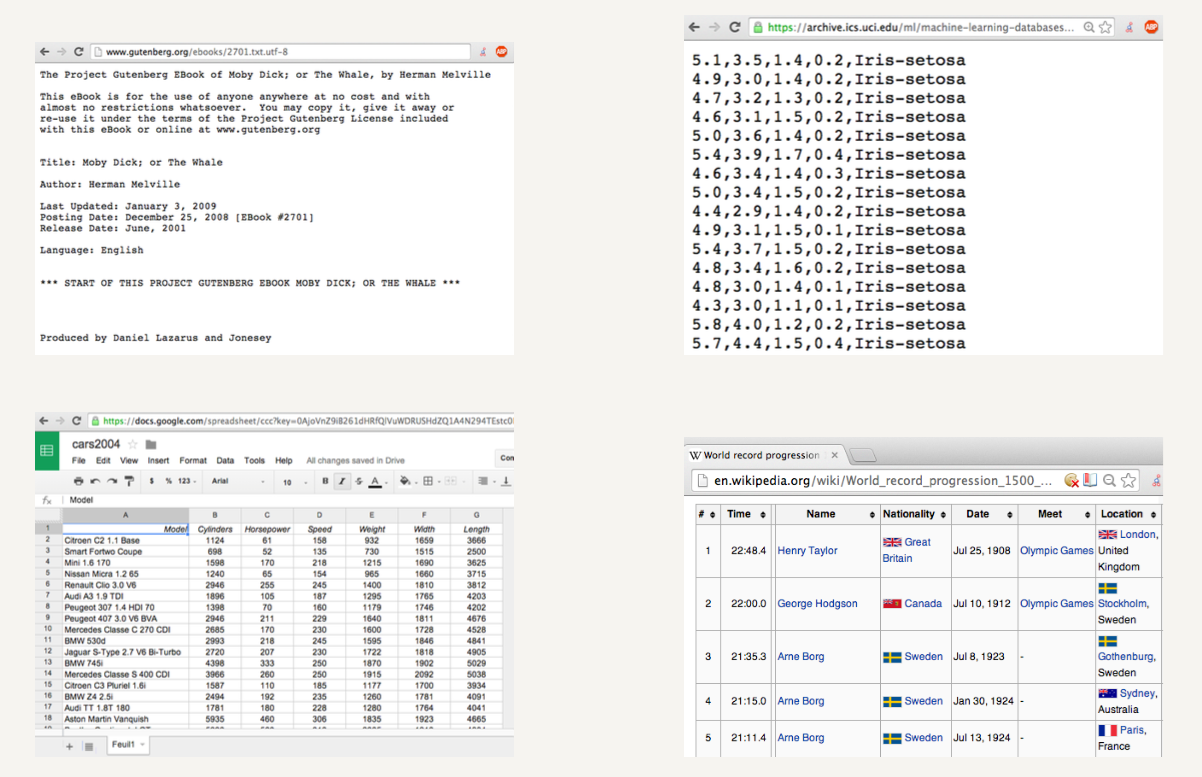 www.gutenberg.org/ebooks/2701.txt.utf-8
ABP
The Project Gutenberg EBook of Moby Dick; or The Whale, by Herman Melville
This eBook is for the use of anyone anywhere at no cost and with
almost no restrictions whatsoever.  You may copy it, give it away or
re-use it under the terms of the Project Gutenberg License included
with this eBook or online at www.gutenberg.org
Title: Moby Dick; or The Whale
Author: Herman Melville
Last Updated: January 3, 2009
Posting Date: December 25, 2008 [EBook #2701]
Release Date: June, 2001
Language: English
*** START OF THIS PROJECT GUTENBERG EBOOK MOBY DICK; OR THE WHALE ***
Produced by Daniel Lazarus and Jonesey
https://archive.ics.uci.edu/ml/machine-learning-databases...
ABP
5.1,3.5,1.4,0.2,Iris-setosa
4.9,3.0,1.4,0.2,Iris-setosa
4.7,3.2,1.3,0.2,Iris-setosa
4.6,3.1,1.5,0.2,Iris-setosa
5.0,3.6,1.4,0.2,Iris-setosa
5.4,3.9,1.7,0.4,Iris-setosa
4.6,3.4,1.4,0.3,Iris-setosa
5.0,3.4,1.5,0.2,Iris-setosa
4.4,2.9,1.4,0.2,Iris-setosa
4.9,3.1,1.5,0.1,Iris-setosa
5.4,3.7,1.5,0.2,Iris-setosa
4.8,3.4,1.6,0.2,Iris-setosa
4.8,3.0,1.4,0.1,Iris-setosa
4.3,3.0,1.1,0.1,Iris-setosa
5.8,4.0,1.2,0.2,Iris-setosa
5.7,4.4,1.5,0.4,Iris-setosa
https://docs.google.com/spreadsheet/
cars2004
File Edit View Insert Format Data Tools Help All changes saved in Drive
$ % 123 Arial 10 B I S A
fx Model
A B C D E F G
1 Model Cylinders Horsepower Speed Weight Width Length
2 Citroen C2 1.1 Base 1124 61 158 932 1659 3666
3 Smart Fortwo Coupe 698 52 135 730 1515 2500
4 Mini 1.6 170 1598 170 218 1215 1690 3625
5 Nissan Micra 1.2 65 1240 65 154 965 1660 3715
6 Renault Clio 3.0 V6 2946 255 245 1400 1810 3812
7 Audi A3 1.9 TDI 1896 105 187 1295 1765 4203
8 Peugeot 307 1.4 HDI 70 1398 70 160 1179 1746 4202
9 Peugeot 407 3.0 V6 BVA 2946 211 229 1640 1811 4676
10 Mercedes Classe C 270 CDI 2685 170 230 1600 1728 4528
11 BMW 530d 2993 218 245 1595 1846 4841
12 Jaguar S-Type 2.7 V6 Bi-Turbo 2720 207 230 1722 1818 4905
13 BMW 745i 4398 333 250 1870 1902 5029
14 Mercedes Classe S 400 CDI 3966 260 250 1915 2092 5038
15 Citroen C3 Pluriel 1.6i 1587 110 185 1177 1700 3934
16 BMW Z4 2.5i 2494 192 235 1260 1781 4091
17 Audi TT 1.8T 180 1781 180 228 1280 1764 4041
18 Aston Martin Vanquish 5935 460 306 1835 1923 4665
Feuil1
World record progression
en.wikipedia.org/wiki/World_record_progression_1500_...
# Time Name Nationality Date Meet Location
1 22:48.4 Henry Taylor Great Britain Jul 25, 1908 Olympic Games London, United Kingdom
2 22:00.0 George Hodgson Canada Jul 10, 1912 Olympic Games Stockholm, Sweden
3 21:35.3 Arne Borg Sweden Jul 8, 1923 - Gothenburg, Sweden
4 21:15.0 Arne Borg Sweden Jan 30, 1924 - Sydney, Australia
5 21:11.4 Arne Borg Sweden Jul 13, 1924 - Paris, France